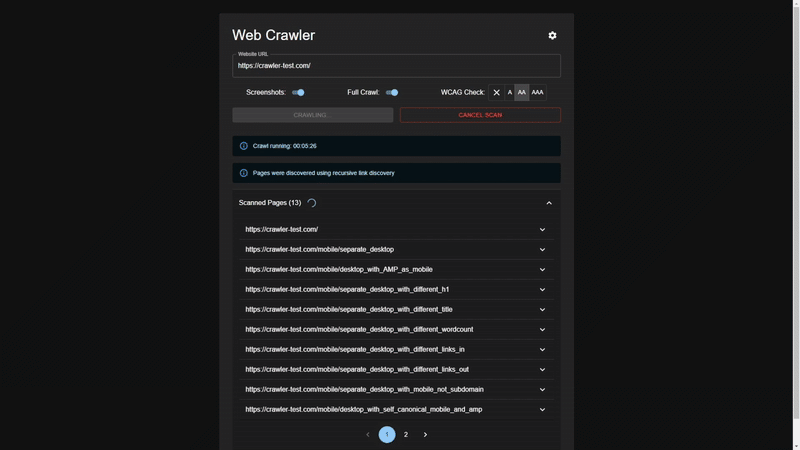 Web Crawler
Website URL
https://crawler-test.com/
Screenshots: Full Crawl: WCAG Check: A AA AAA
CRAWLING... CANCEL SCAN
Crawl running: 00:05:26
Pages were discovered using recursive link discovery
Scanned Pages (13)
https://crawler-test.com/
https://crawler-test.com/mobile/separate_desktop
https://crawler-test.com/mobile/desktop_with_AMP_as_mobile
https://crawler-test.com/mobile/separate_desktop_with_different_h1
https://crawler-test.com/mobile/separate_desktop_with_different_title
https://crawler-test.com/mobile/separate_desktop_with_different_wordcount
https://crawler-test.com/mobile/separate_desktop_with_different_links_in
https://crawler-test.com/mobile/separate_desktop_with_different_links_out
https://crawler-test.com/mobile/separate_desktop_with_mobile_not_subdomain
https://crawler-test.com/mobile/desktop_with_self_canonical_mobile_and_amp
1 2